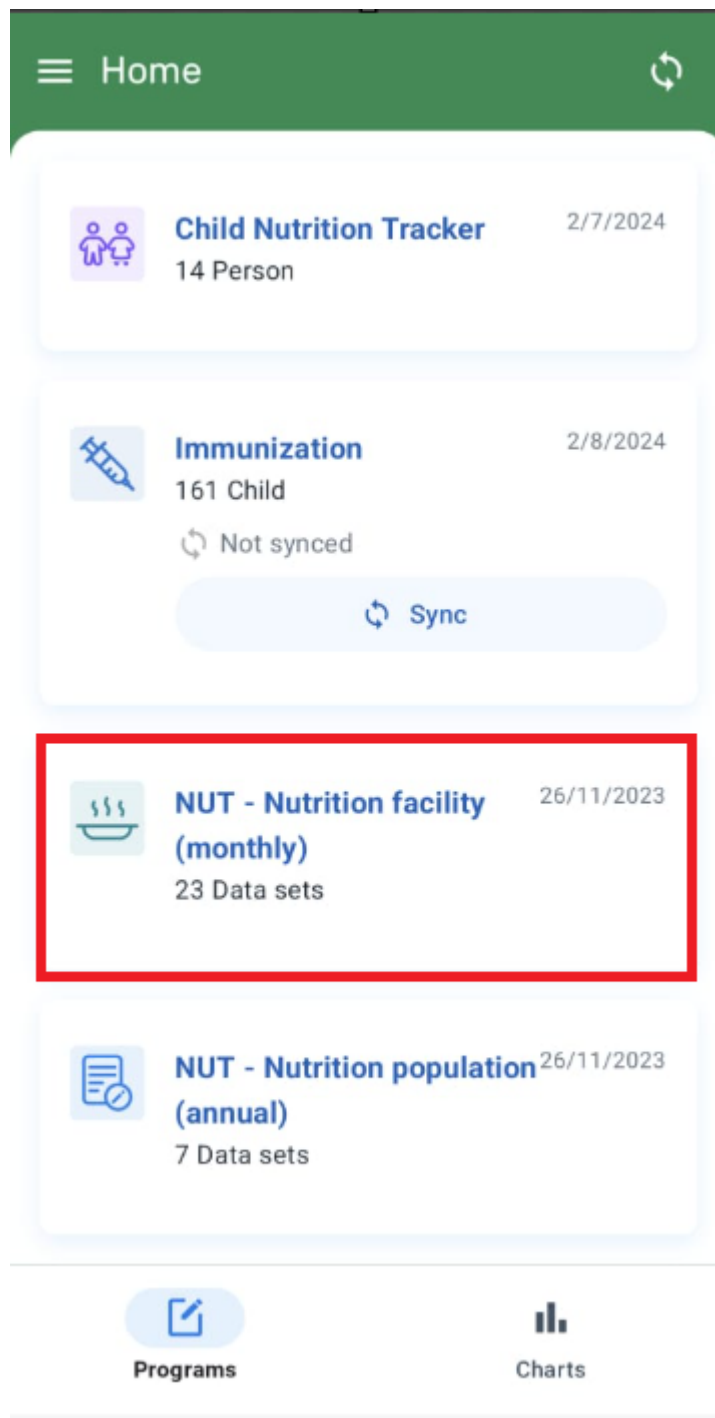 Home
Child Nutrition Tracker 2/7/2024
14 Person
Immunization 2/8/2024
161 Child
Not synced
Sync
NUT - Nutrition facility 26/11/2023
(monthly)
23 Data sets
NUT - Nutrition population 26/11/2023
(annual)
7 Data sets
Programs Charts